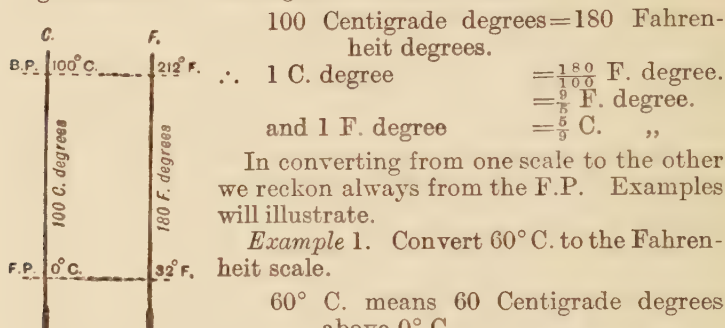 100 Centigrade degrees=180 Fahren-
heit degrees.
∴ 1 C. degree =180/100 F. degree.
=9/5 F. degree.
and 1 F. degree =5/9 C. „
In converting from one scale to the other
we reckon always from the F.P. Examples
will illustrate.
Example 1. Convert 60° C. to the Fahren-
heit scale.
60° C. means 60 Centigrade degrees
above 0° C.
C. F.
B.P. 100° C. 212° F.
100 C. degrees 180 F. degrees
F.P. 0° C. 32° F.